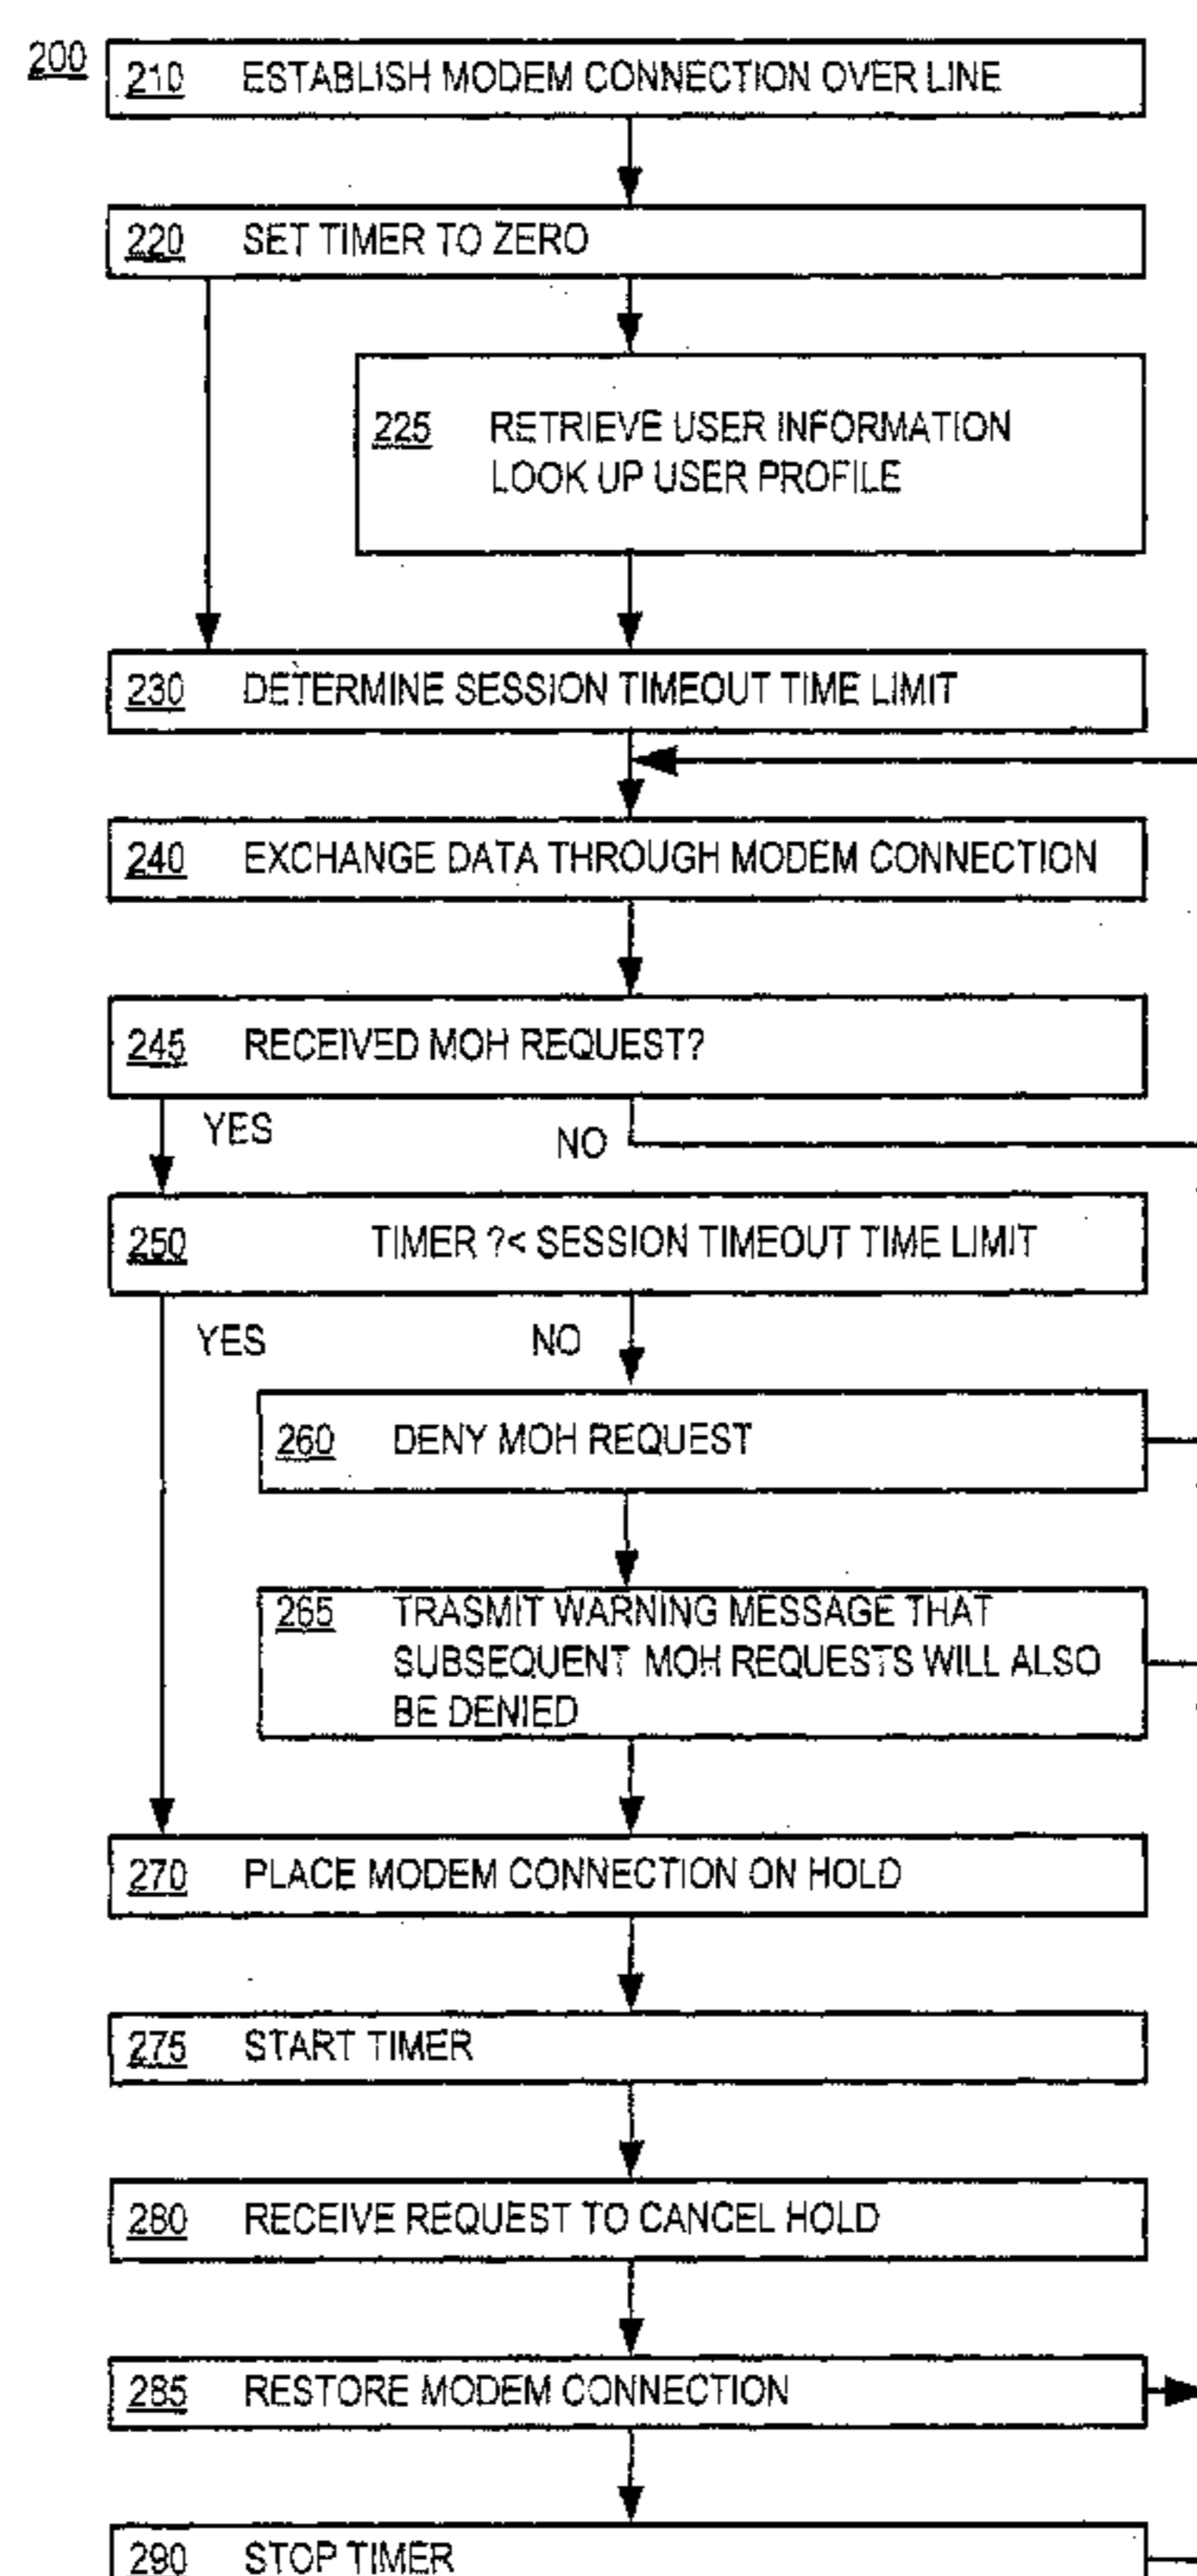 200
210 ESTABLISH MODEM CONNECTION OVER LINE
220 SET TIMER TO ZERO
225 RETRIEVE USER INFORMATION
LOOK UP USER PROFILE
230 DETERMINE SESSION TIMEOUT TIME LIMIT
240 EXCHANGE DATA THROUGH MODEM CONNECTION
245 RECEIVED MOH REQUEST?
YES
NO
250 TIMER ?< SESSION TIMEOUT TIME LIMIT
YES NO
260 DENY MOH REQUEST
265 TRASMIT WARNING MESSAGE THAT
SUBSEQUENT MOH REQUESTS WILL ALSO
BE DENIED
270 PLACE MODEM CONNECTION ON HOLD
275 START TIMER
280 RECEIVE REQUEST TO CANCEL HOLD
285 RESTORE MODEM CONNECTION
290 STOP TIMER